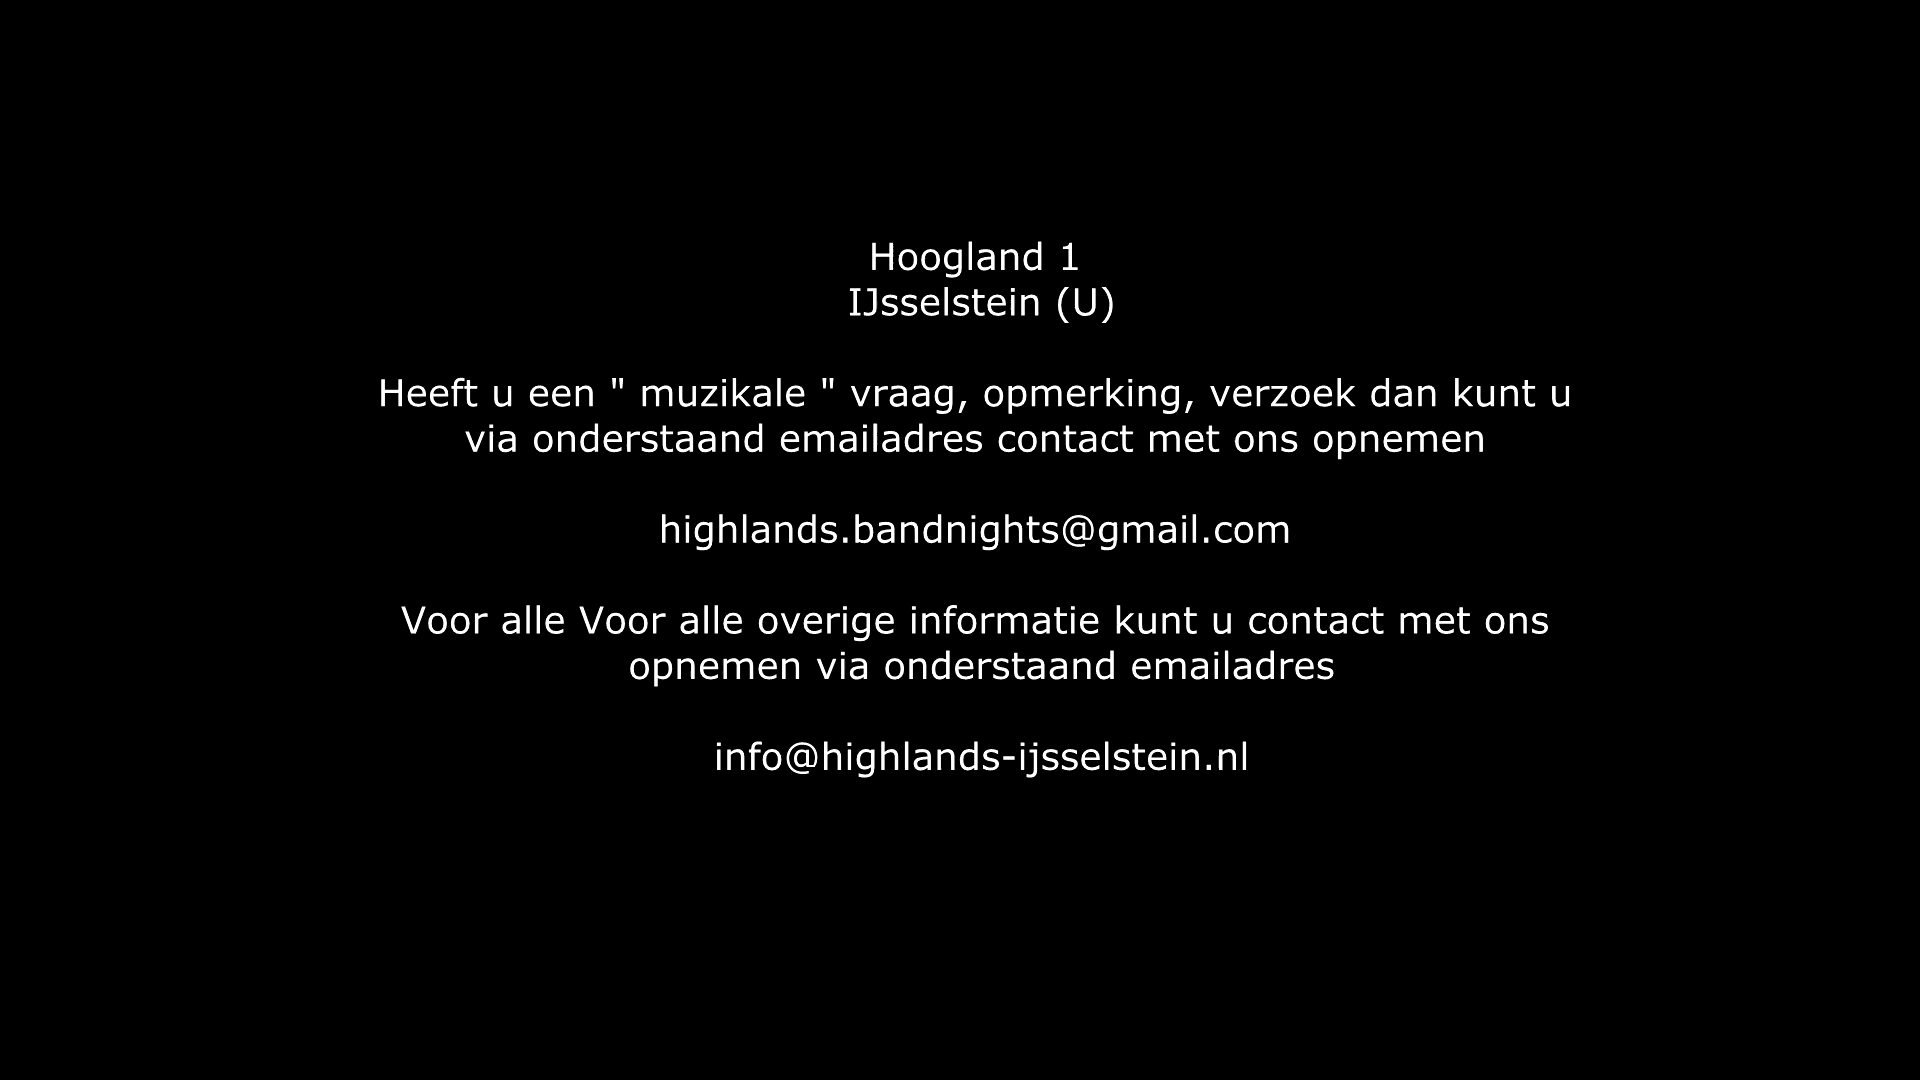 Hoogland 1
IJsselstein (U)
Heeft u een " muzikale " vraag, opmerking, verzoek dan kunt u
via onderstaand emailadres contact met ons opnemen
highlands.bandnights@gmail.com
Voor alle Voor alle overige informatie kunt u contact met ons
opnemen via onderstaand emailadres
info@highlands-ijsselstein.nl